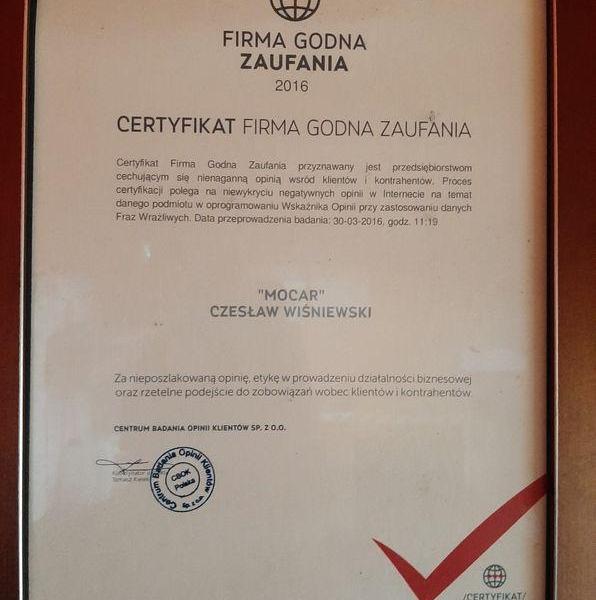 FIRMA GODNA
ZAUFANIA
2016
CERTYFIKAT FIRMA GODNA ZAUFANIA
Certyfikat Firma Godna Zaufania przyznawany jest przedsiębiorstwom
cechującym się nienaganną opinią wsród klientów i kontrahentów. Proces
certyfikacji polega na niewykryciu negatywnych opinii w Internecie na temat
danego podmiotu w oprogramowaniu Wskaźnika Opinii przy zastosowaniu danych
Fraz Wrażliwych. Data przeprowadzenia badania: 30-03-2016, godz. 11:19
"MOCAR"
CZESŁAW WIŚNIEWSKI
Za nieposzlakowaną opinię, etykę w prowadzeniu działalności biznesowej
oraz rzetelne podejście do zobowiązań wobec klientów i kontrahentów.
CENTRUM BADANIA OPINII KLIENTÓW SP. Z O.O.
Tomasz
Centrum Badania Opinii Klientów
CBOK
Polska
/CERTYFIKAT/